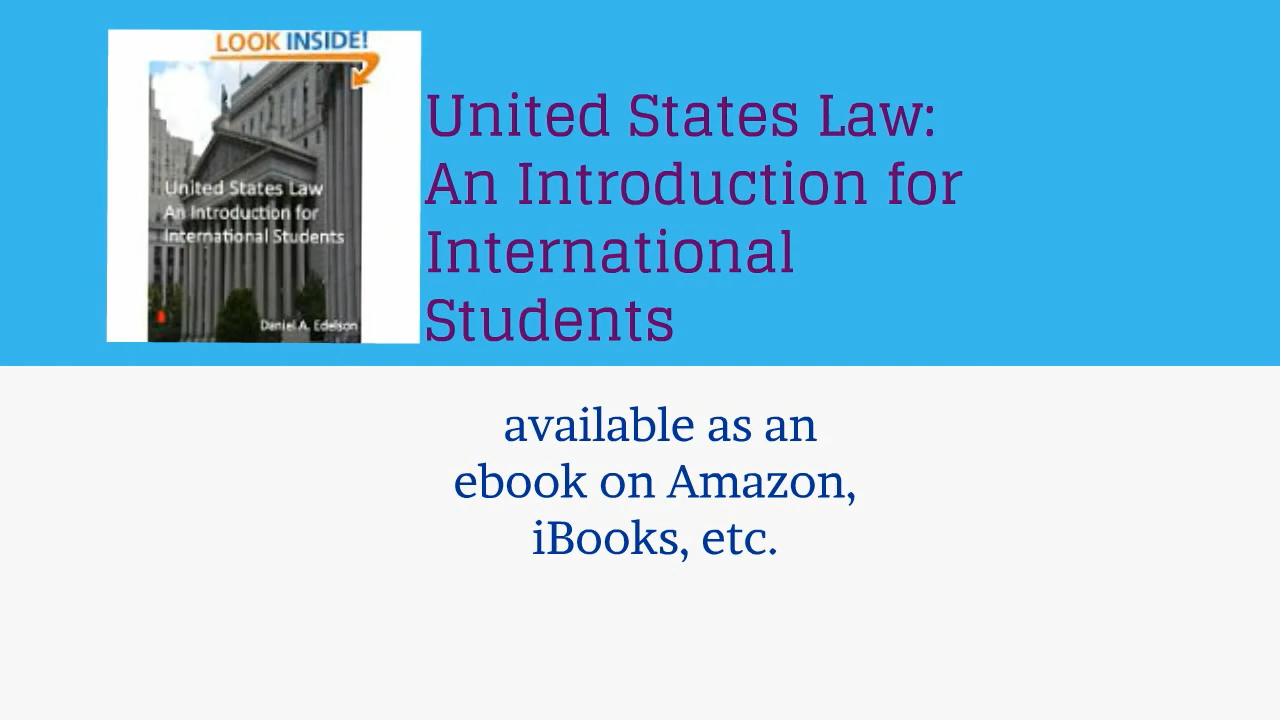 LOOK INSIDE!
United States Law
An Introduction for
International Students
Daniel A. Edelson
United States Law:
An Introduction for
International
Students
available as an
ebook on Amazon,
iBooks, etc.